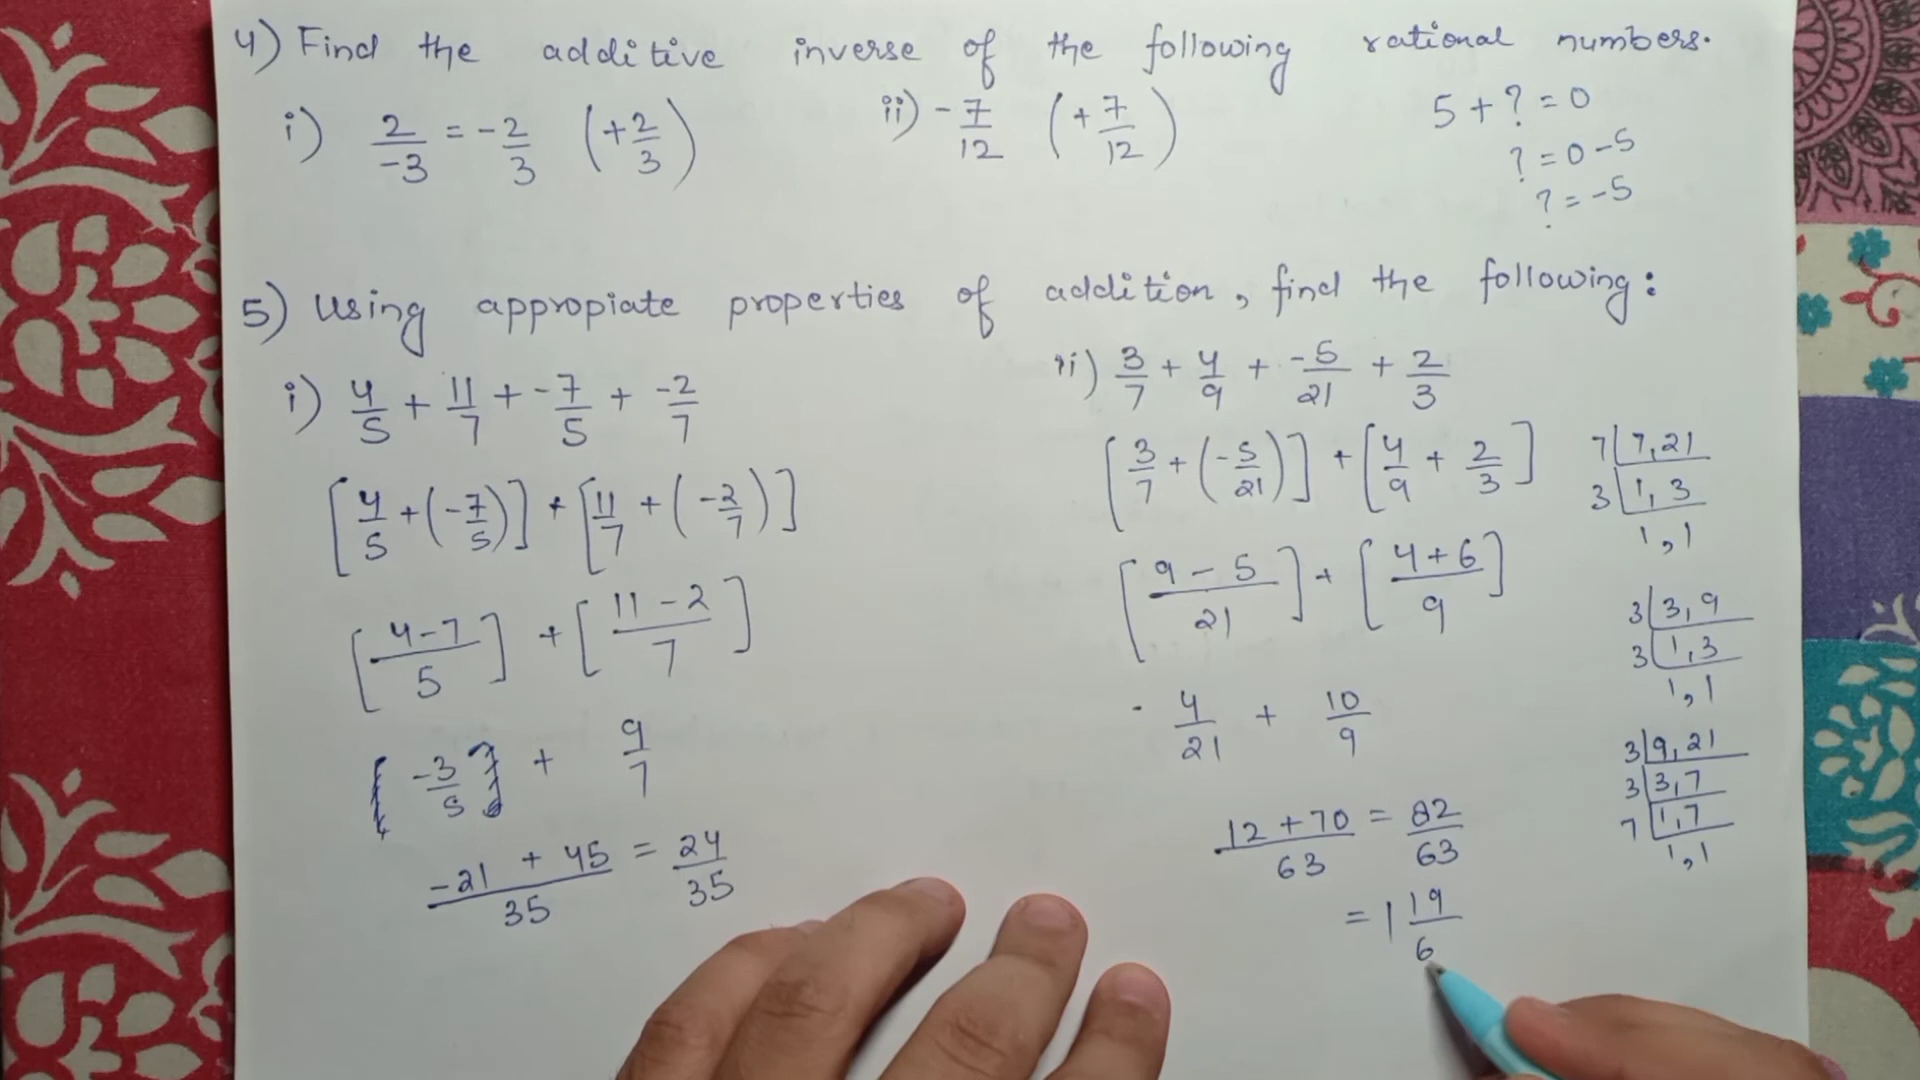 4) Find the additive inverse of the following rational numbers.
i) 2/-3 = -2/3 (+2/3)
ii) -7/12 (+7/12)
5 + ? = 0
? = 0 - 5
? = -5
5) Using appropiate properties of addition, find the following:
i) 4/5 + 11/7 + -7/5 + -2/7
[4/5 + (-7/5)] + [11/7 + (-2/7)]
[4-7/5] + [11-2/7]
[-3/5] + 9/7
-21 + 45/35 = 24/35
ii) 3/7 + 4/9 + -5/21 + 2/3
[3/7 + (-5/21)] + [4/9 + 2/3]
[9-5/21] + [4+6/9]
4/21 + 10/9
12+70/63 = 82/63
= 1 19/6
7|7, 21
3|1, 3
1, 1
3|3, 9
3|1, 3
1, 1
3|9, 21
3|3, 7
7|1, 7
1, 1